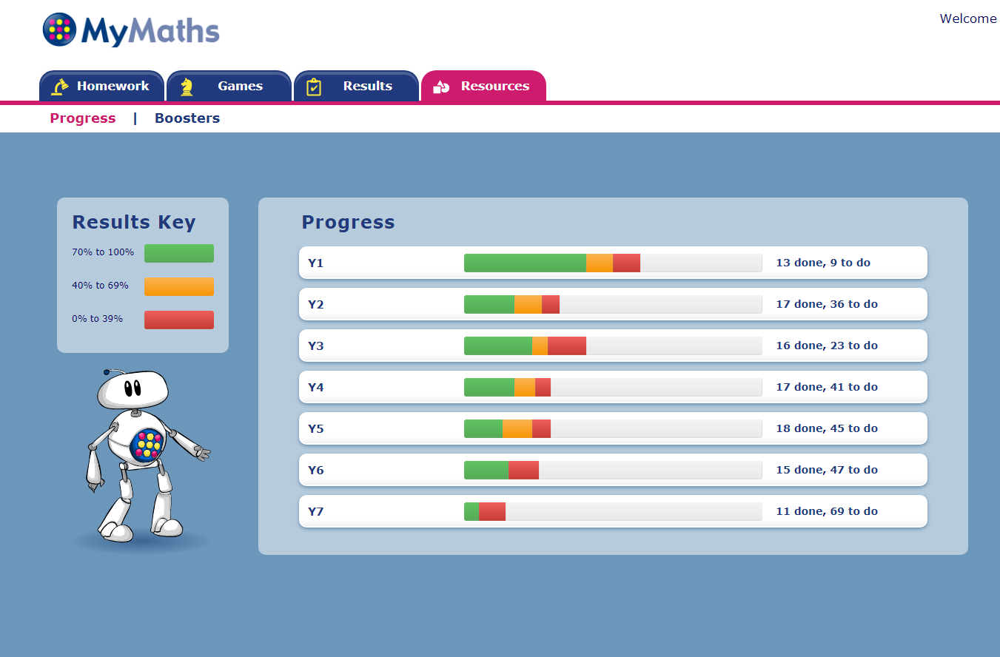 MyMaths
Welcome
Homework
Games
Results
Resources
Progress | Boosters
Results Key
70% to 100%
40% to 69%
0% to 39%
Progress
Y1 13 done, 9 to do
Y2 17 done, 36 to do
Y3 16 done, 23 to do
Y4 17 done, 41 to do
Y5 18 done, 45 to do
Y6 15 done, 47 to do
Y7 11 done, 69 to do